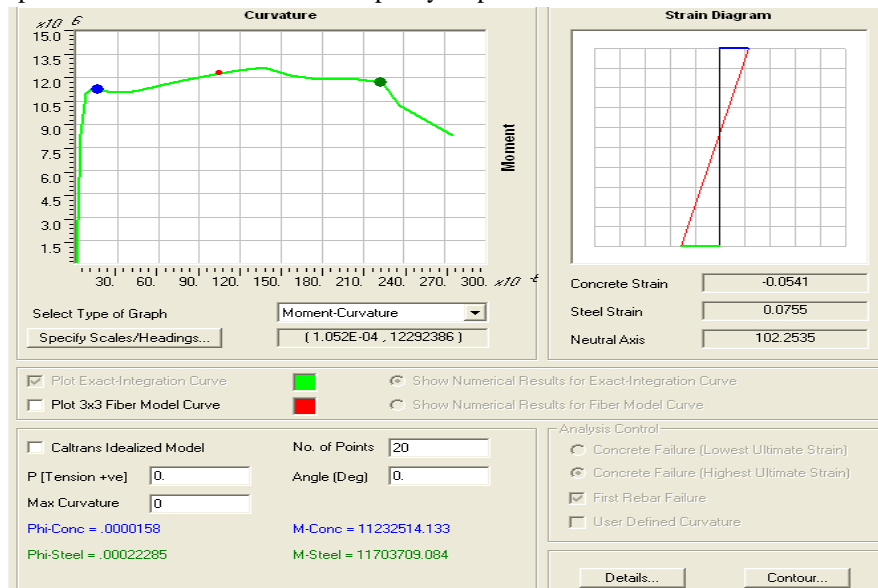 Curvature
x10 6
15.0
13.5
12.0
10.5
9.0
7.5
6.0
4.5
3.0
1.5
Moment
30. 60. 90. 120. 150. 180. 210. 240. 270. 300. x10
Select Type of Graph
Moment-Curvature
Specify Scales/Headings...
( 1.052E-04 , 12292386 )
Strain Diagram
Concrete Strain
-0.0541
Steel Strain
0.0755
Neutral Axis
102.2535
Plot Exact-Integration Curve
Show Numerical Results for Exact-Integration Curve
Plot 3x3 Fiber Model Curve
Show Numerical Results for Fiber Model Curve
Caltrans Idealized Model
No. of Points
20
P [Tension +ve]
0.
Angle (Deg)
0.
Max Curvature
0
Phi-Conc = .0000158
M-Conc = 11232514.133
Phi-Steel = .00022285
M-Steel = 11703709.084
Analysis Control
Concrete Failure (Lowest Ultimate Strain)
Concrete Failure (Highest Ultimate Strain)
First Rebar Failure
User Defined Curvature
Details...
Contour...